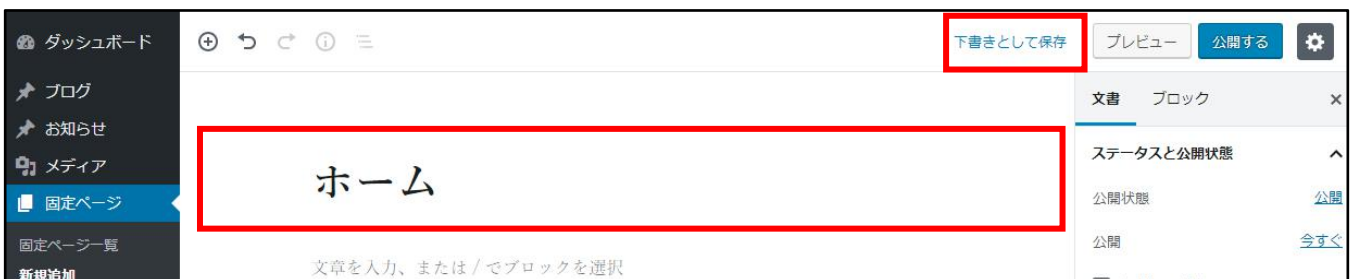 ダッシュボード
下書きとして保存
プレビュー
公開する
ブログ
お知らせ
メディア
固定ページ
固定ページ一覧
新規追加
ホーム
文章を入力、または / でブロックを選択
文書 ブロック ×
ステータスと公開状態
公開状態 公開
公開 今すぐ